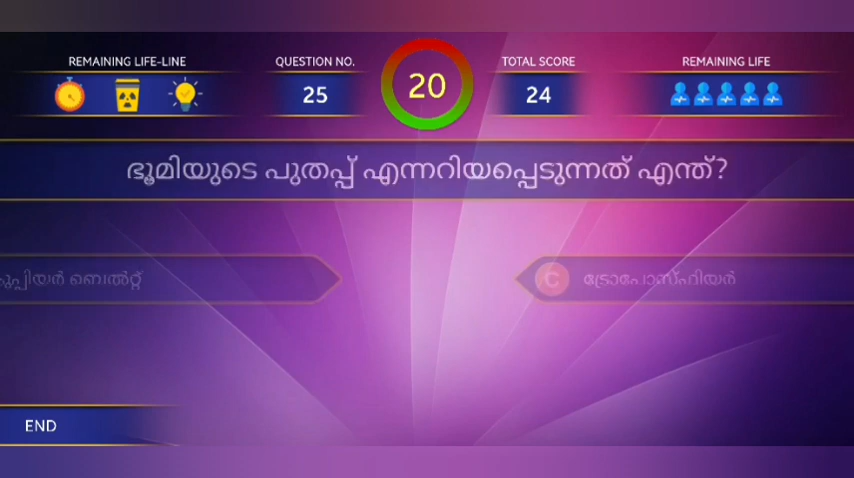 REMAINING LIFE-LINE
QUESTION NO.
25
20
TOTAL SCORE
24
REMAINING LIFE
ഭൂമിയുടെ പുതപ്പ് എന്നറിയപ്പെടുന്നത് എന്ത്?
ബെൽറ്റ്
C ട്രോപോസ്ഫിയർ
END